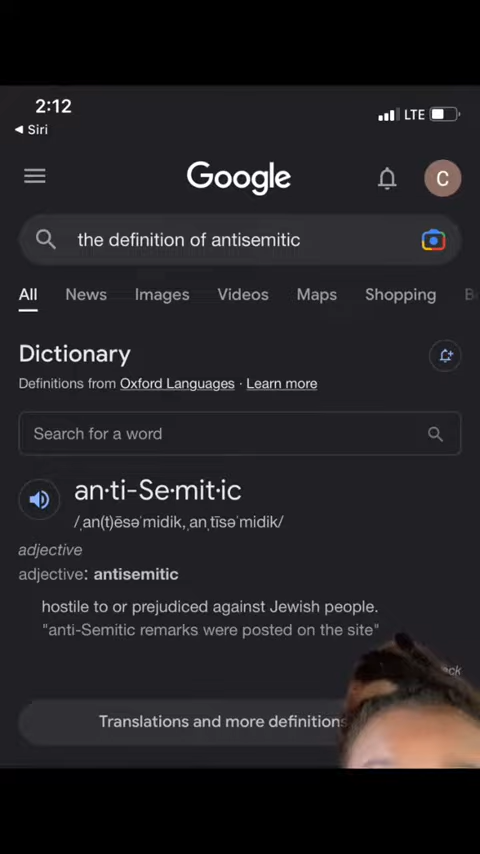 2:12
LTE
◀ Siri
Google
C
the definition of antisemitic
All News Images Videos Maps Shopping
Dictionary
Definitions from Oxford Languages · Learn more
Search for a word
an·ti-Se·mit·ic
/ˌan(t)ēsəˈmidik,ˌanˌtīsəˈmidik/
adjective
adjective: antisemitic
hostile to or prejudiced against Jewish people.
"anti-Semitic remarks were posted on the site"
Translations and more definitions